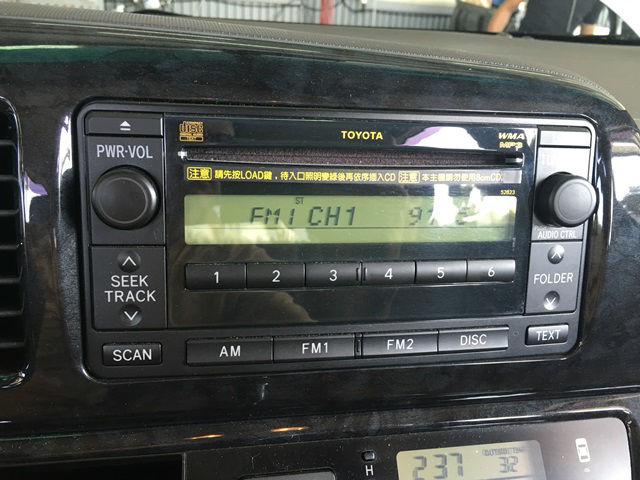 TOYOTA
WMA
MP3
PWR·VOL
注意 請先按LOAD鍵, 待入口照明變綠後再依序插入CD 注意 本主機請勿使用8cmCD.
52823
ST
FM1 CH1
AUDIO CTRL
SEEK
TRACK
1 2 3 4 5 6
FOLDER
SCAN
AM FM1 FM2 DISC
TEXT
H
237
32